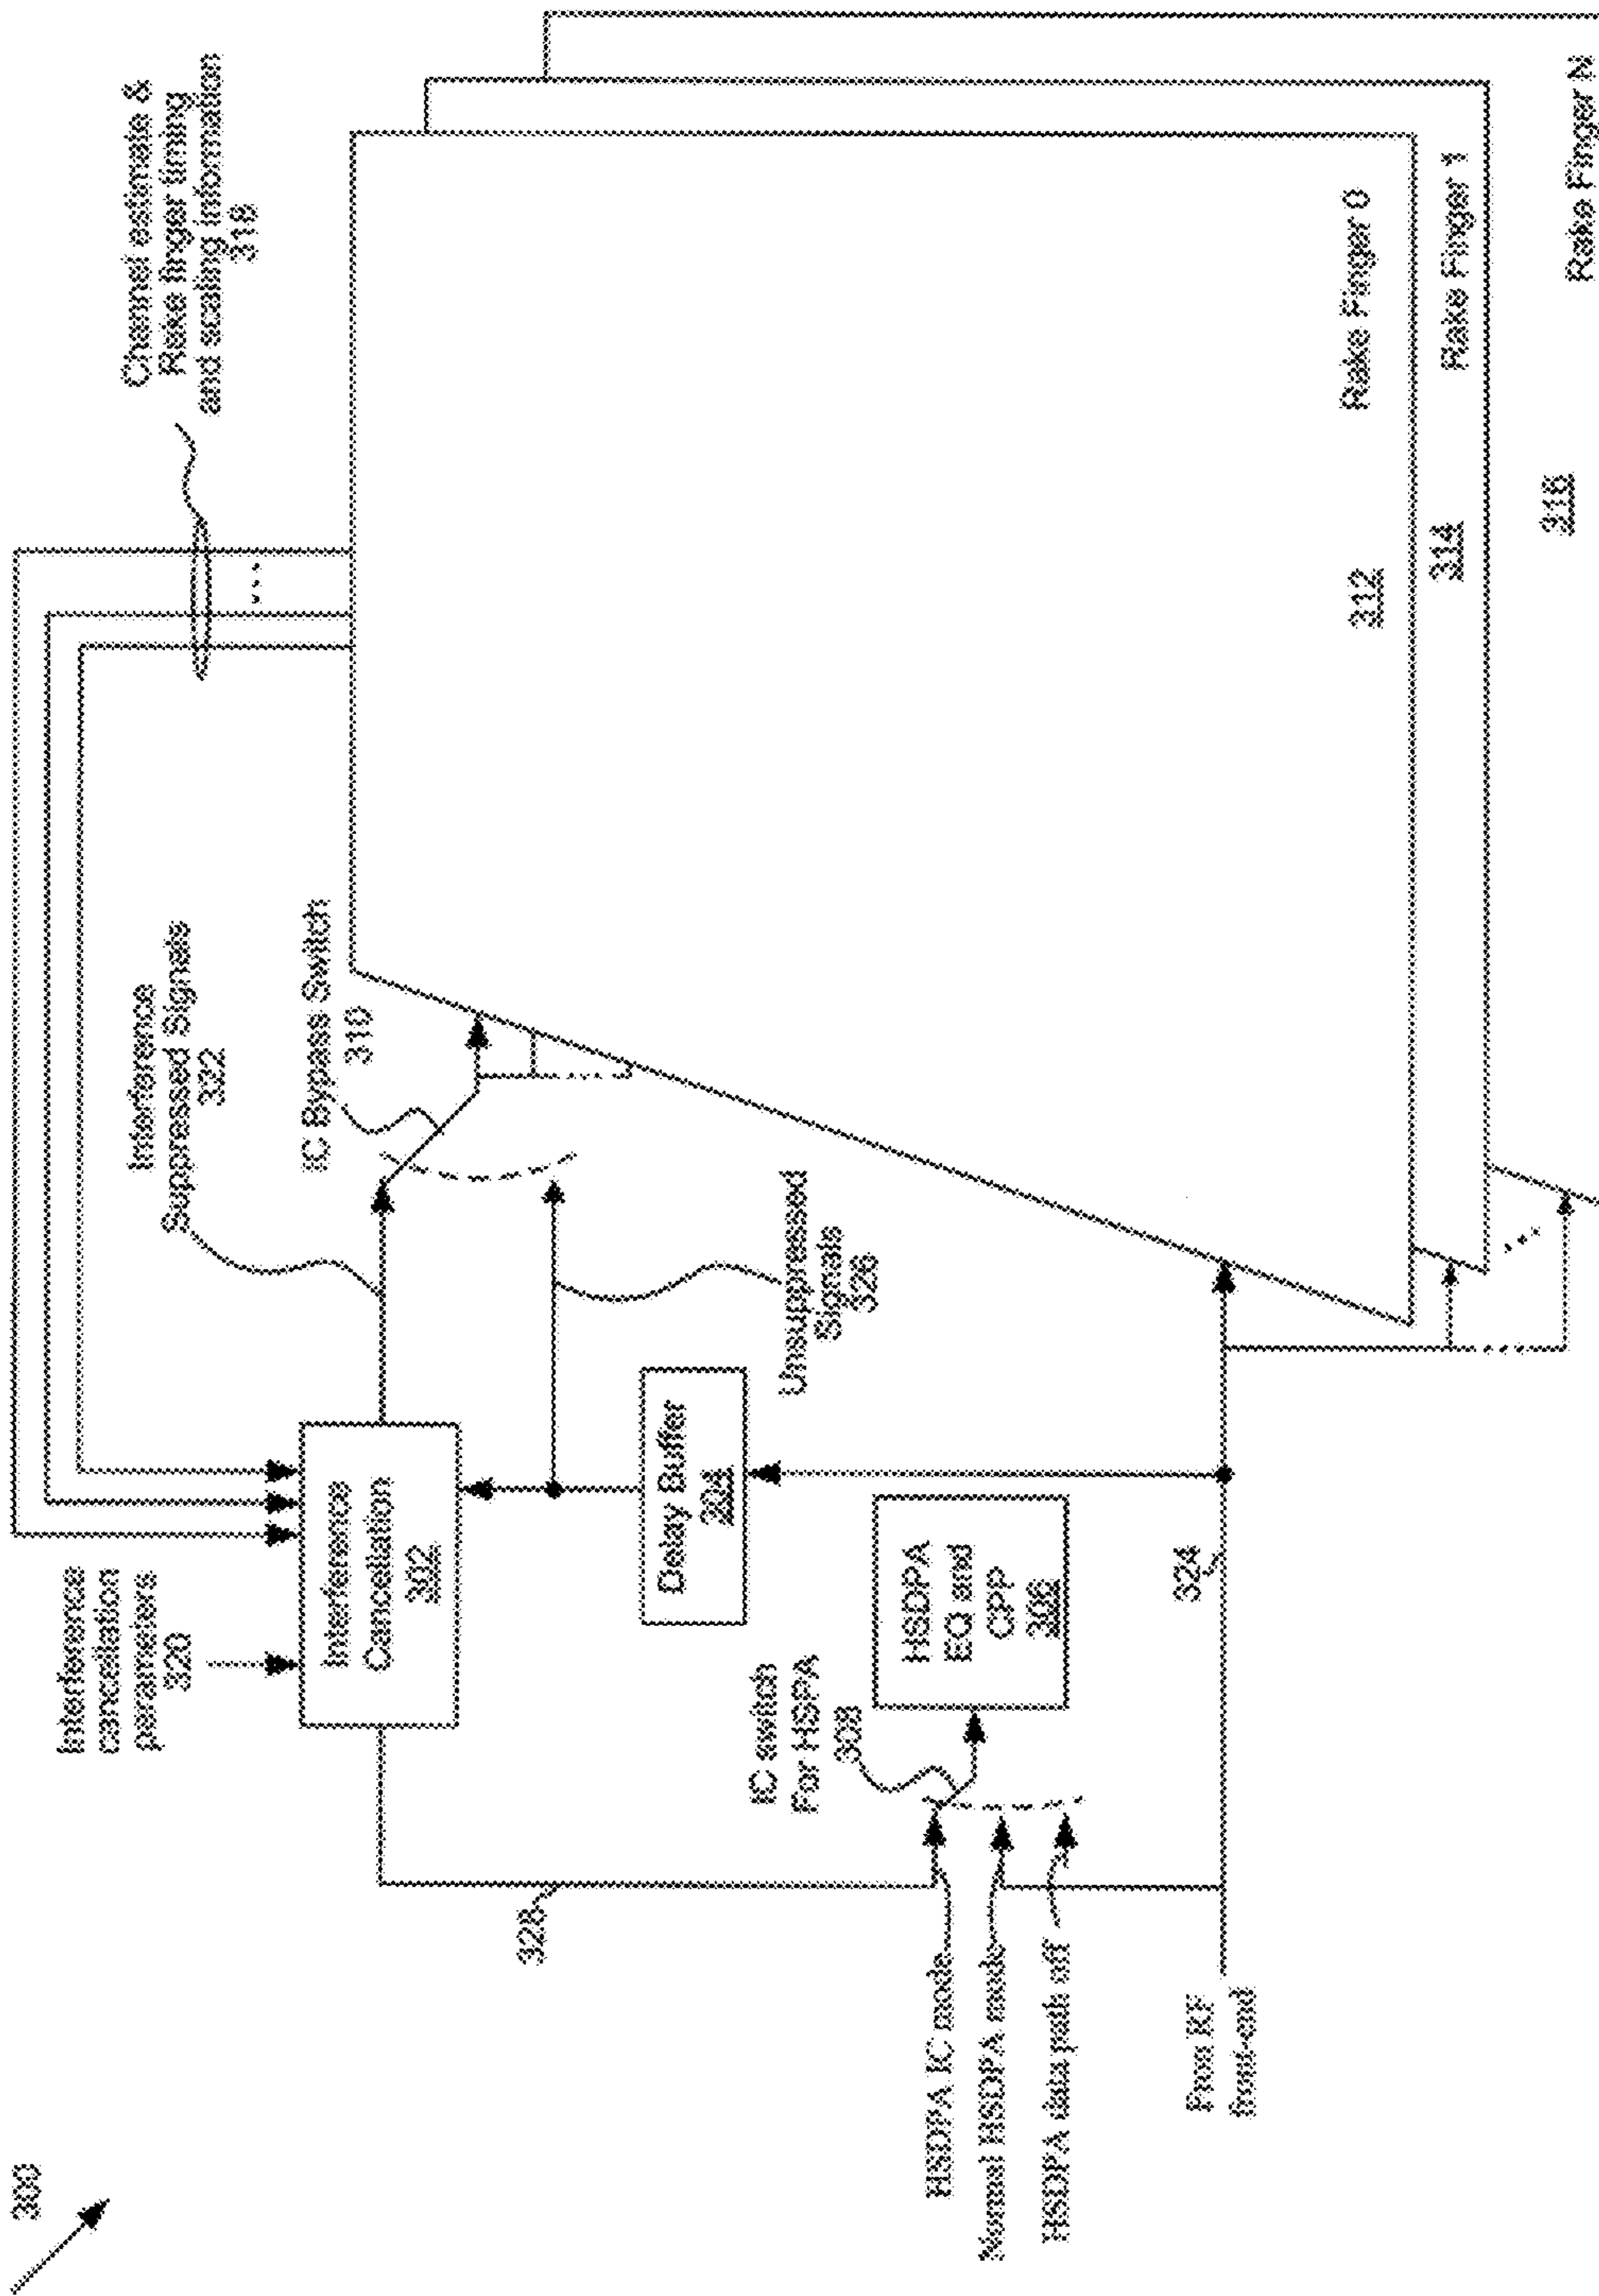 300
Interference
cancellation
parameters
320
Interference
Suppressed Signals
322
Channel estimate &
Rake finger timing
and scaling information
318
Interference
Cancellation
302
IC Bypass Switch
310
328
Delay Buffer
304
Unsuppressed
Signals
326
IC switch
For HSPA
308
HSDPA
EQ and
CPP
306
HSDPA IC mode
Normal HSDPA mode
HSDPA data path off
324
From RF
front-end
312
Rake Finger 0
314
Rake Finger 1
316
Rake Finger N